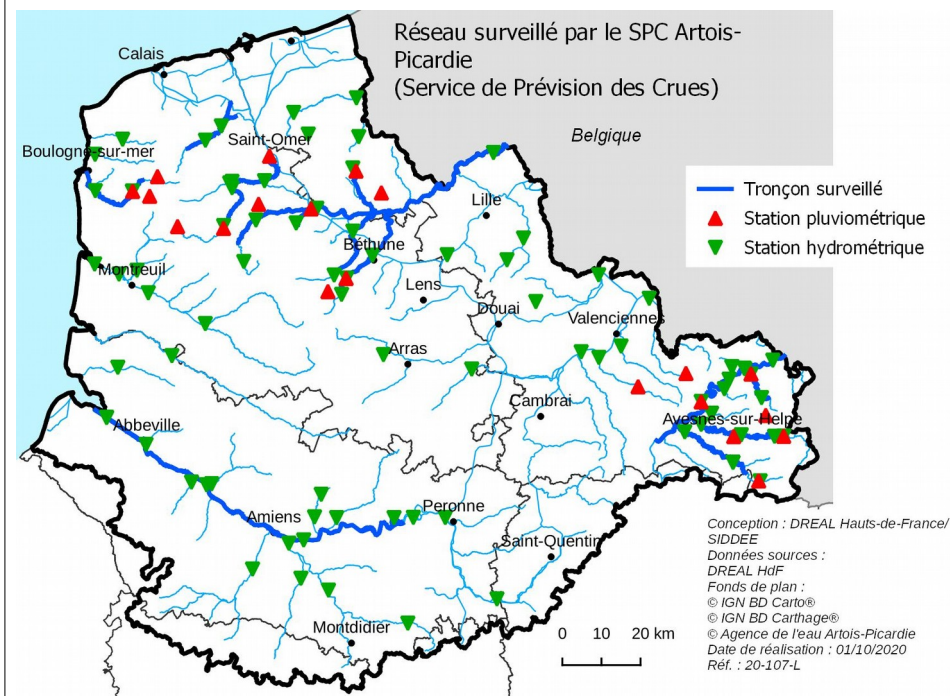 Réseau surveillé par le SPC Artois-
Picardie
(Service de Prévision des Crues)
Calais
Belgique
Saint-Omer
Boulogne-sur-mer
Tronçon surveillé
Lille
Station pluviométrique
Béthune
Station hydrométrique
Montreuil
Lens
Douai
Valenciennes
Arras
Cambrai
Avesnes-sur-Helpe
Abbeville
Peronne
Amiens
Saint-Quentin
Montdidier
0 10 20 km
Conception : DREAL Hauts-de-France/
SIDDEE
Données sources :
DREAL HdF
Fonds de plan :
© IGN BD Carto®
© IGN BD Carthage®
© Agence de l'eau Artois-Picardie
Date de réalisation : 01/10/2020
Réf. : 20-107-L